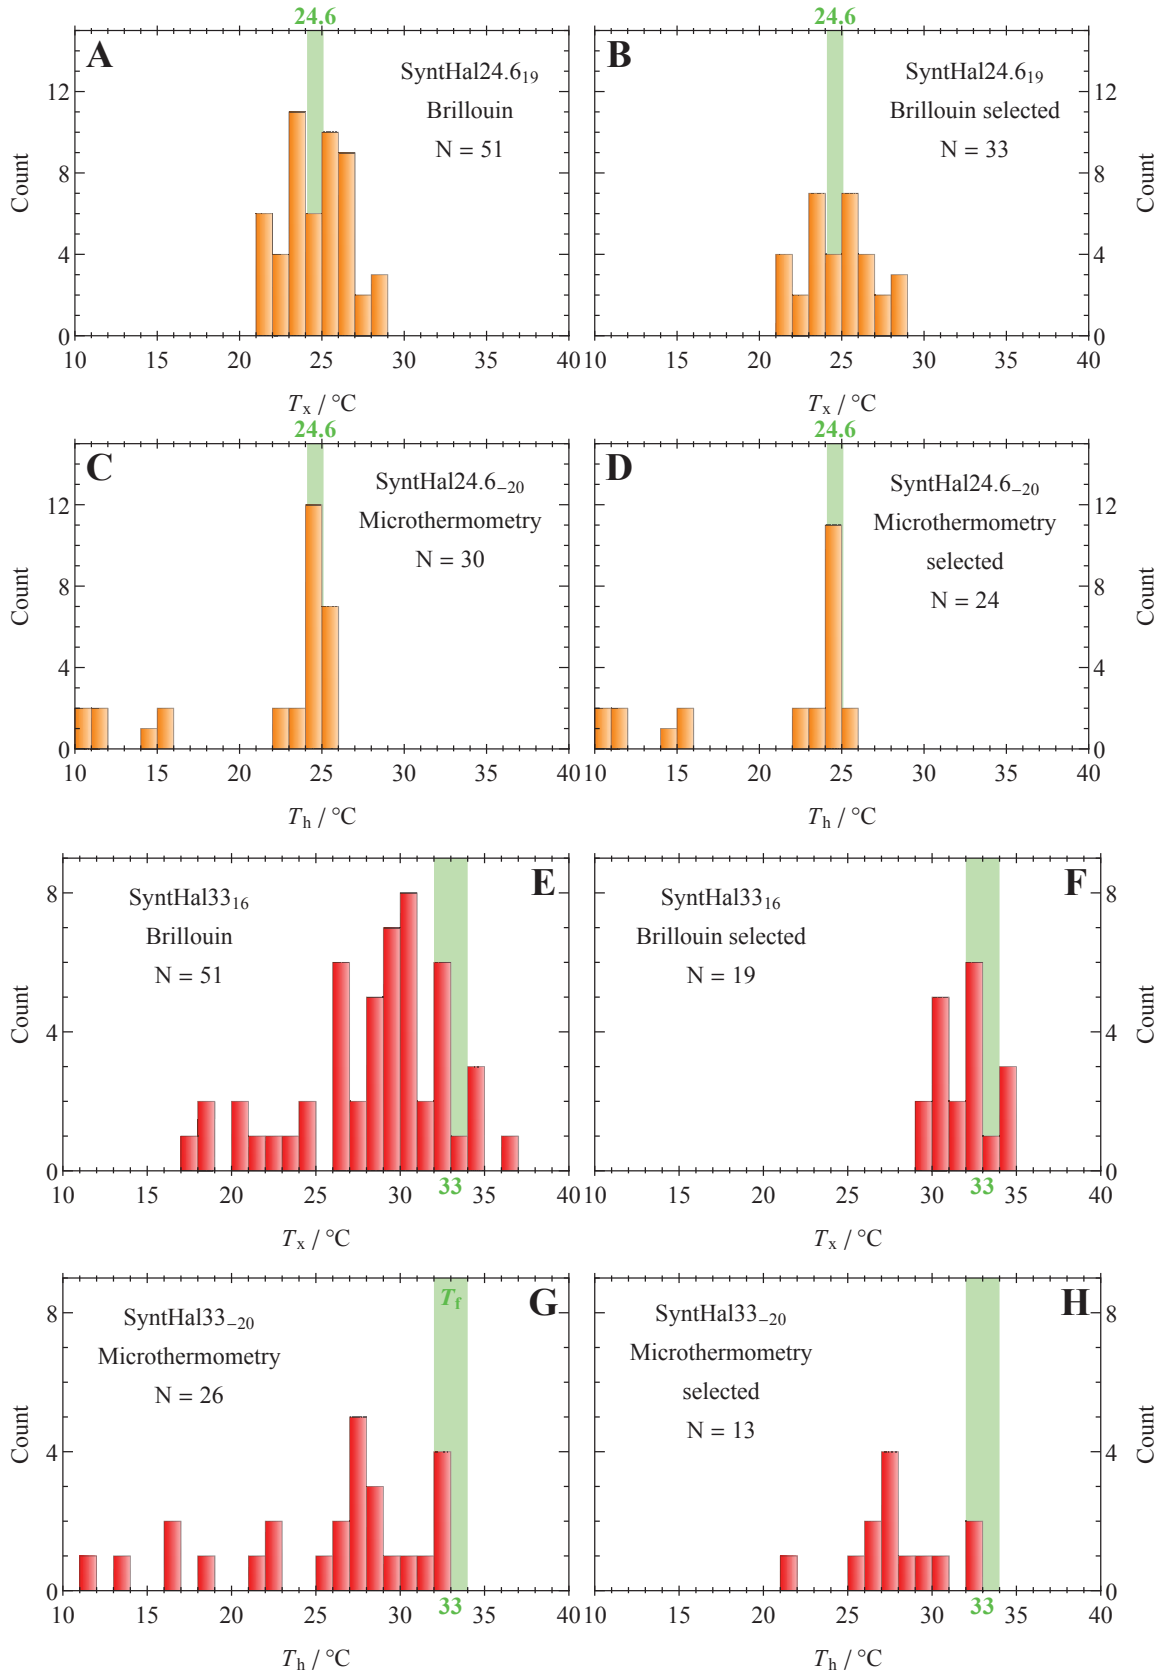 24.6
24.6
A
SyntHal24.6₁₉
Brillouin
N = 51
12
8
4
0
Count
10 15 20 25 30 35 40
Tₓ / °C
B
SyntHal24.6₁₉
Brillouin selected
N = 33
12
8
4
0
Count
10 15 20 25 30 35 40
Tₓ / °C
24.6
24.6
C
SyntHal24.6₋₂₀
Microthermometry
N = 30
12
8
4
0
Count
10 15 20 25 30 35 40
Tₕ / °C
D
SyntHal24.6₋₂₀
Microthermometry
selected
N = 24
12
8
4
0
Count
10 15 20 25 30 35 40
Tₕ / °C
E
SyntHal33₁₆
Brillouin
N = 51
8
4
0
Count
33
10 15 20 25 30 35 40
Tₓ / °C
F
SyntHal33₁₆
Brillouin selected
N = 19
8
4
0
Count
33
10 15 20 25 30 35 40
Tₓ / °C
G
T_f
SyntHal33₋₂₀
Microthermometry
N = 26
8
4
0
Count
33
10 15 20 25 30 35 40
Tₕ / °C
H
SyntHal33₋₂₀
Microthermometry
selected
N = 13
8
4
0
Count
33
10 15 20 25 30 35 40
Tₕ / °C